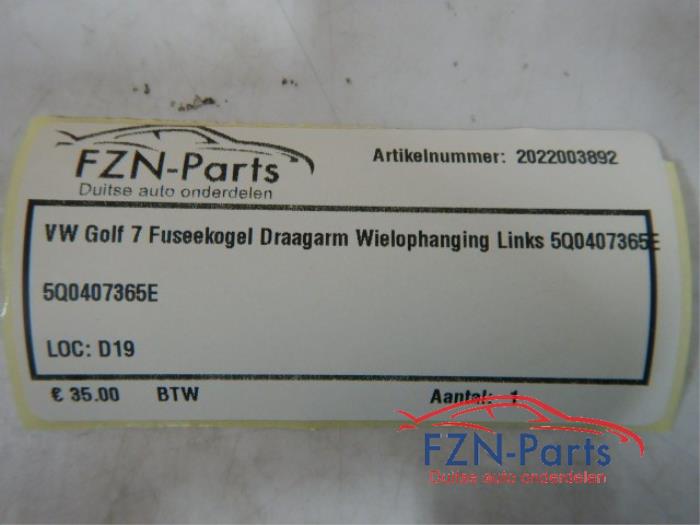 FZN-Parts
Duitse auto onderdelen
Artikelnummer: 2022003892
VW Golf 7 Fuseekogel Draagarm Wielophanging Links 5Q0407365E
5Q0407365E
LOC: D19
€ 35.00 BTW Aantal: 1
FZN-Parts
Duitse auto onderdelen